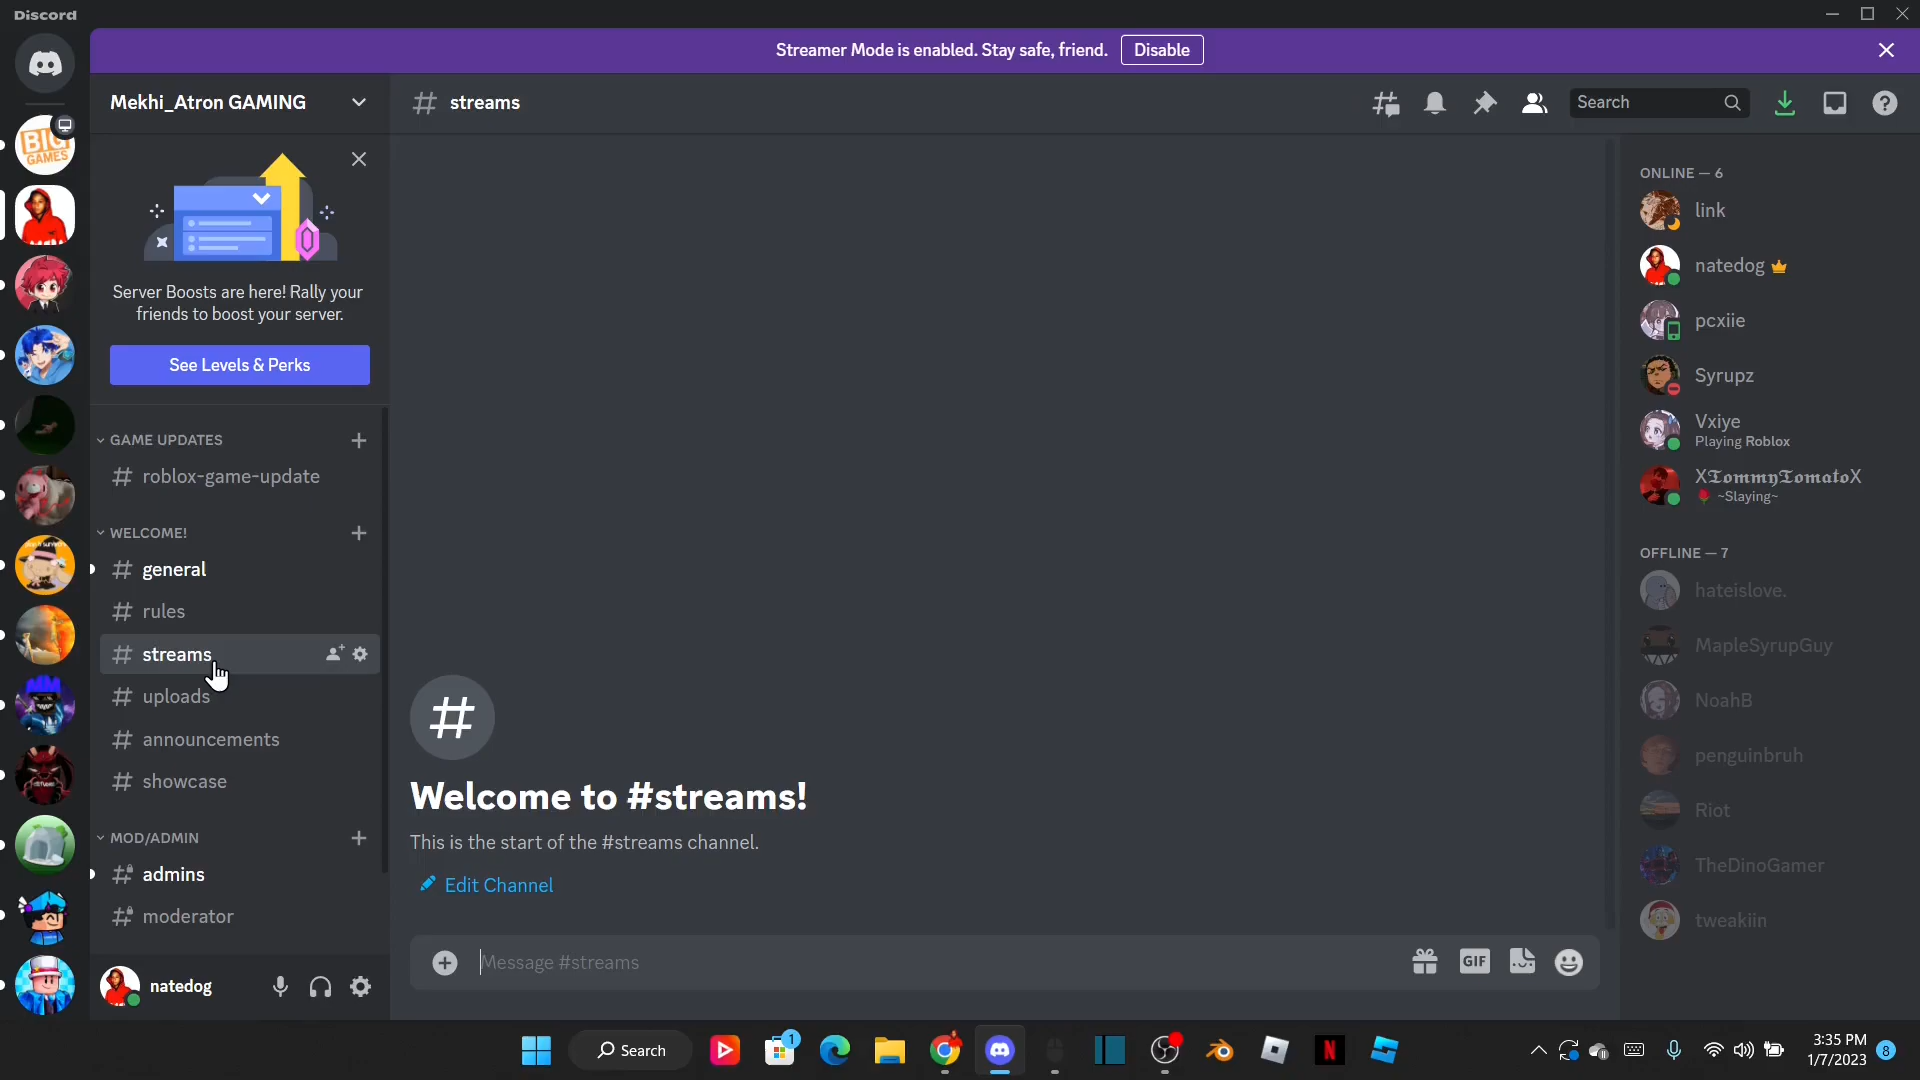 Discord
Streamer Mode is enabled. Stay safe, friend.
Disable
BIG
GAMES
Mekhi_Atron GAMING
Server Boosts are here! Rally your
friends to boost your server.
See Levels & Perks
GAME UPDATES
roblox-game-update
WELCOME!
general
rules
streams
uploads
announcements
showcase
MOD/ADMIN
admins
moderator
natedog
# streams
Search
Welcome to #streams!
This is the start of the #streams channel.
Edit Channel
Message #streams
GIF
ONLINE — 6
link
natedog
pcxiie
Syrupz
Vxiye
Playing Roblox
X𝕿𝖔𝖒𝖒𝖞𝕿𝖔𝖒𝖆𝖙𝖔X
🌹 ~Slaying~
OFFLINE — 7
hateislove.
MapleSyrupGuy
NoahB
penguinbruh
Riot
TheDinoGamer
tweakiin
Search
1
N
3:35 PM
1/7/2023
8